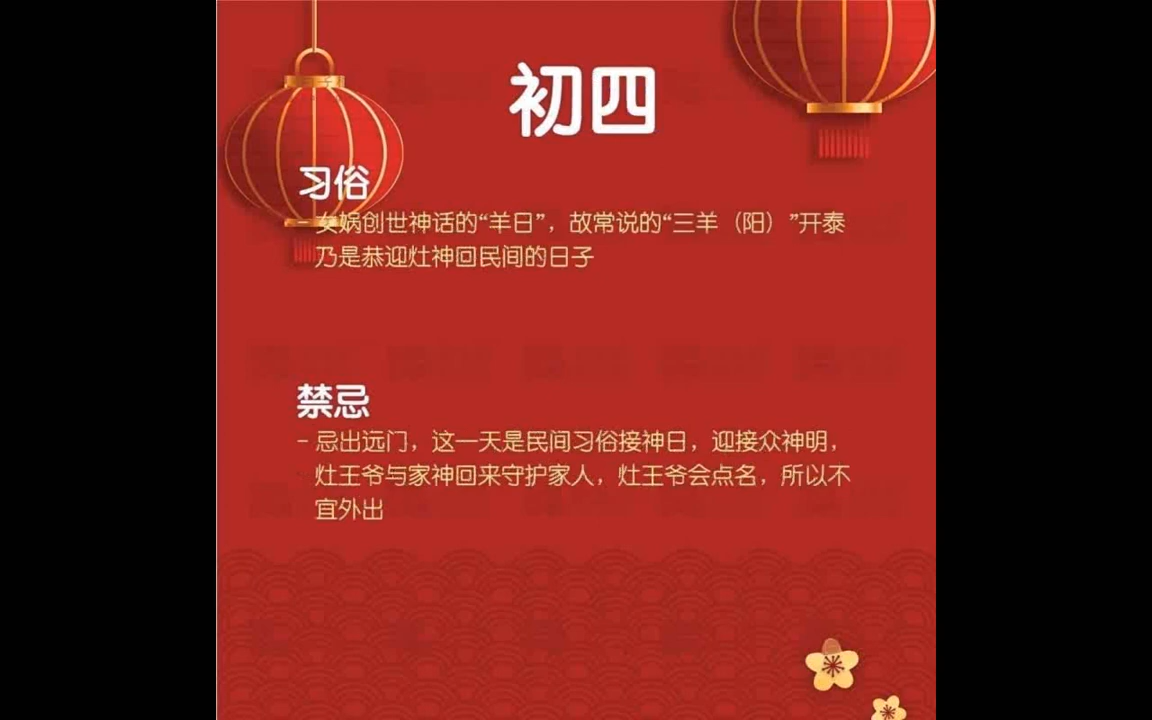 初四
习俗
- 女娲创世神话的“羊日”，故常说的“三羊（阳）”开泰
乃是恭迎灶神回民间的日子
禁忌
- 忌出远门，这一天是民间习俗接神日，迎接众神明，
灶王爷与家神回来守护家人，灶王爷会点名，所以不
宜外出